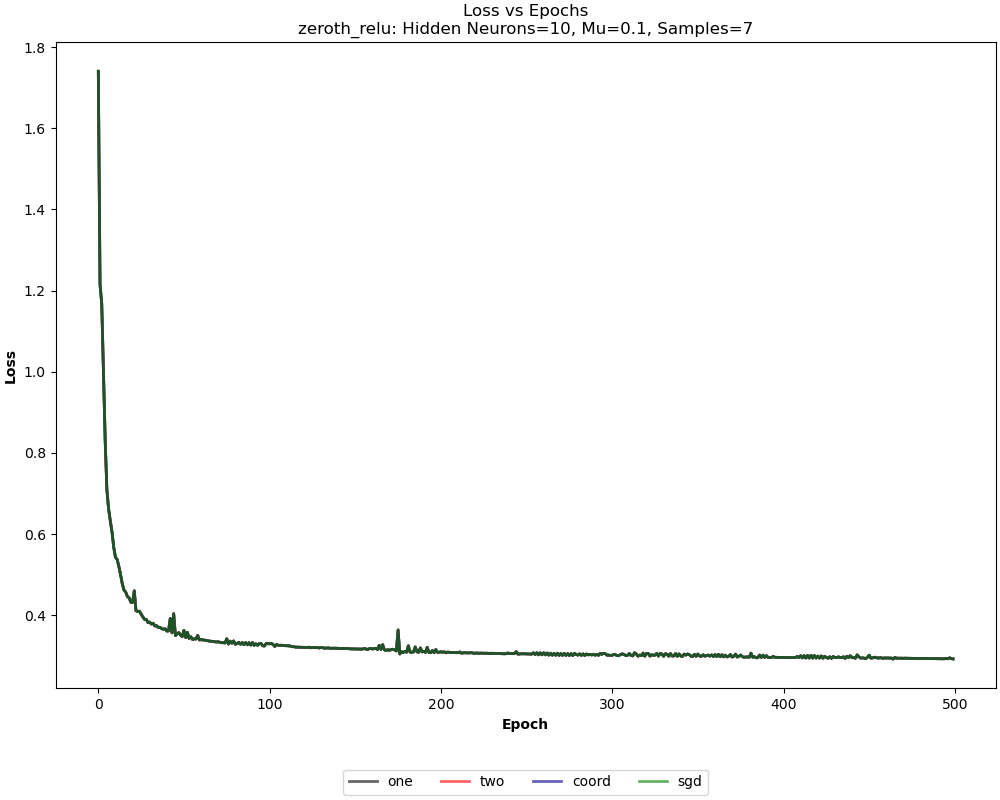 Loss vs Epochs
zeroth_relu: Hidden Neurons=10, Mu=0.1, Samples=7
1.8
1.6
1.4
1.2
1.0
0.8
0.6
0.4
Loss
0 100 200 300 400 500
Epoch
one two coord sgd